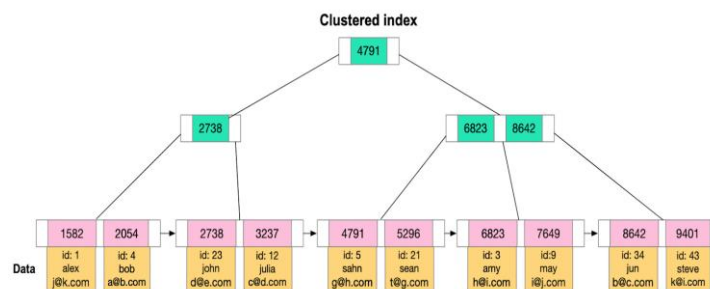 Clustered index
4791
2738
6823 8642
1582 2054 2738 3237 4791 5296 6823 7649 8642 9401
Data
id: 1 id: 4 id: 23 id: 12 id: 5 id: 21 id: 3 id:9 id: 34 id: 43
alex bob john julia sahn sean amy may jun steve
j@k.com a@b.com d@e.com c@d.com g@h.com t@g.com h@i.com i@j.com b@c.com k@i.com